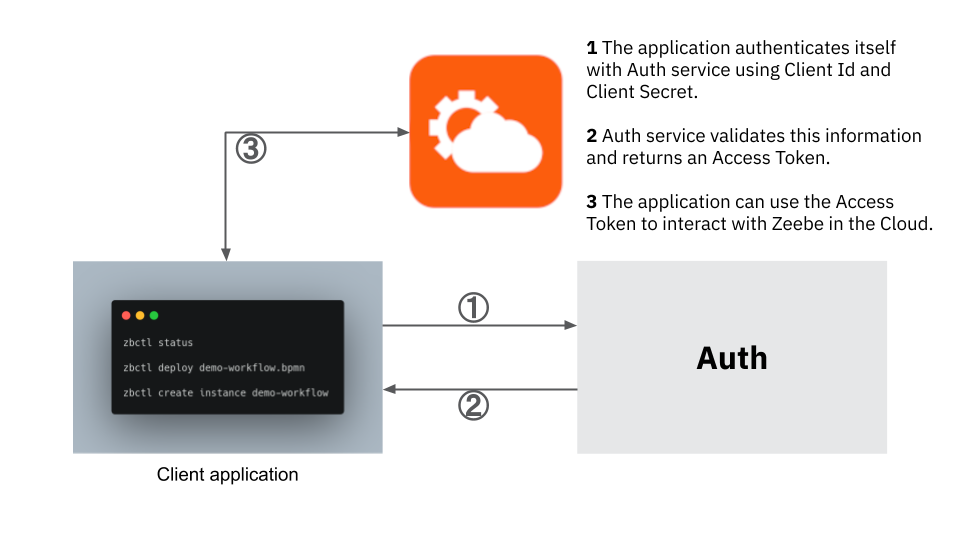 1 The application authenticates itself
with Auth service using Client Id and
Client Secret.
2 Auth service validates this information
and returns an Access Token.
3 The application can use the Access
Token to interact with Zeebe in the Cloud.
③
①
zbctl status
zbctl deploy demo-workflow.bpmn
zbctl create instance demo-workflow
Auth
②
Client application